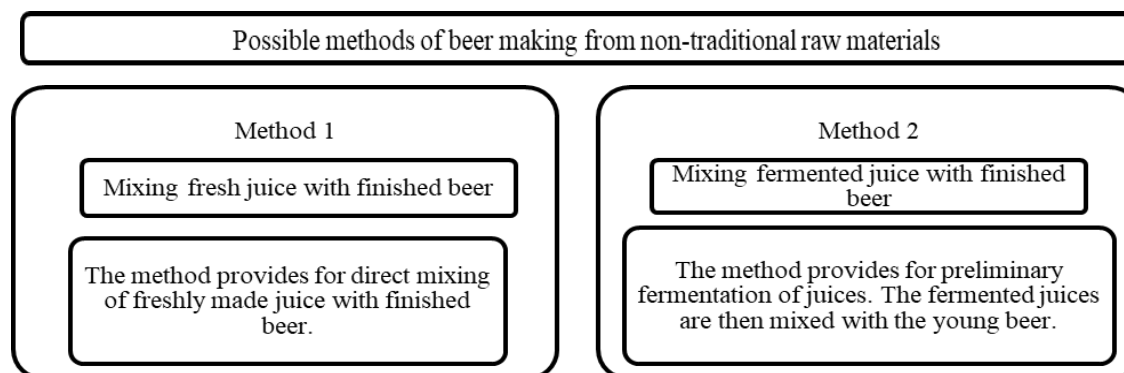 Possible methods of beer making from non-traditional raw materials
Method 1
Mixing fresh juice with finished beer
The method provides for direct mixing
of freshly made juice with finished
beer.
Method 2
Mixing fermented juice with finished
beer
The method provides for preliminary
fermentation of juices. The fermented juices
are then mixed with the young beer.